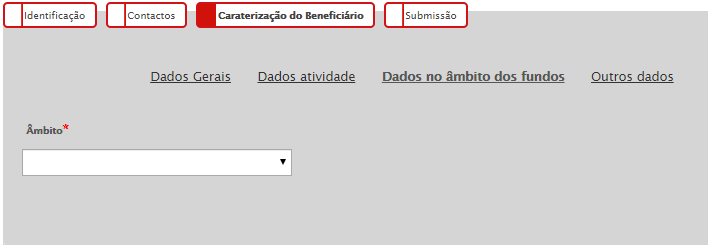 Identificação Contactos Caraterização do Beneficiário Submissão
Dados Gerais Dados atividade Dados no âmbito dos fundos Outros dados
Âmbito*